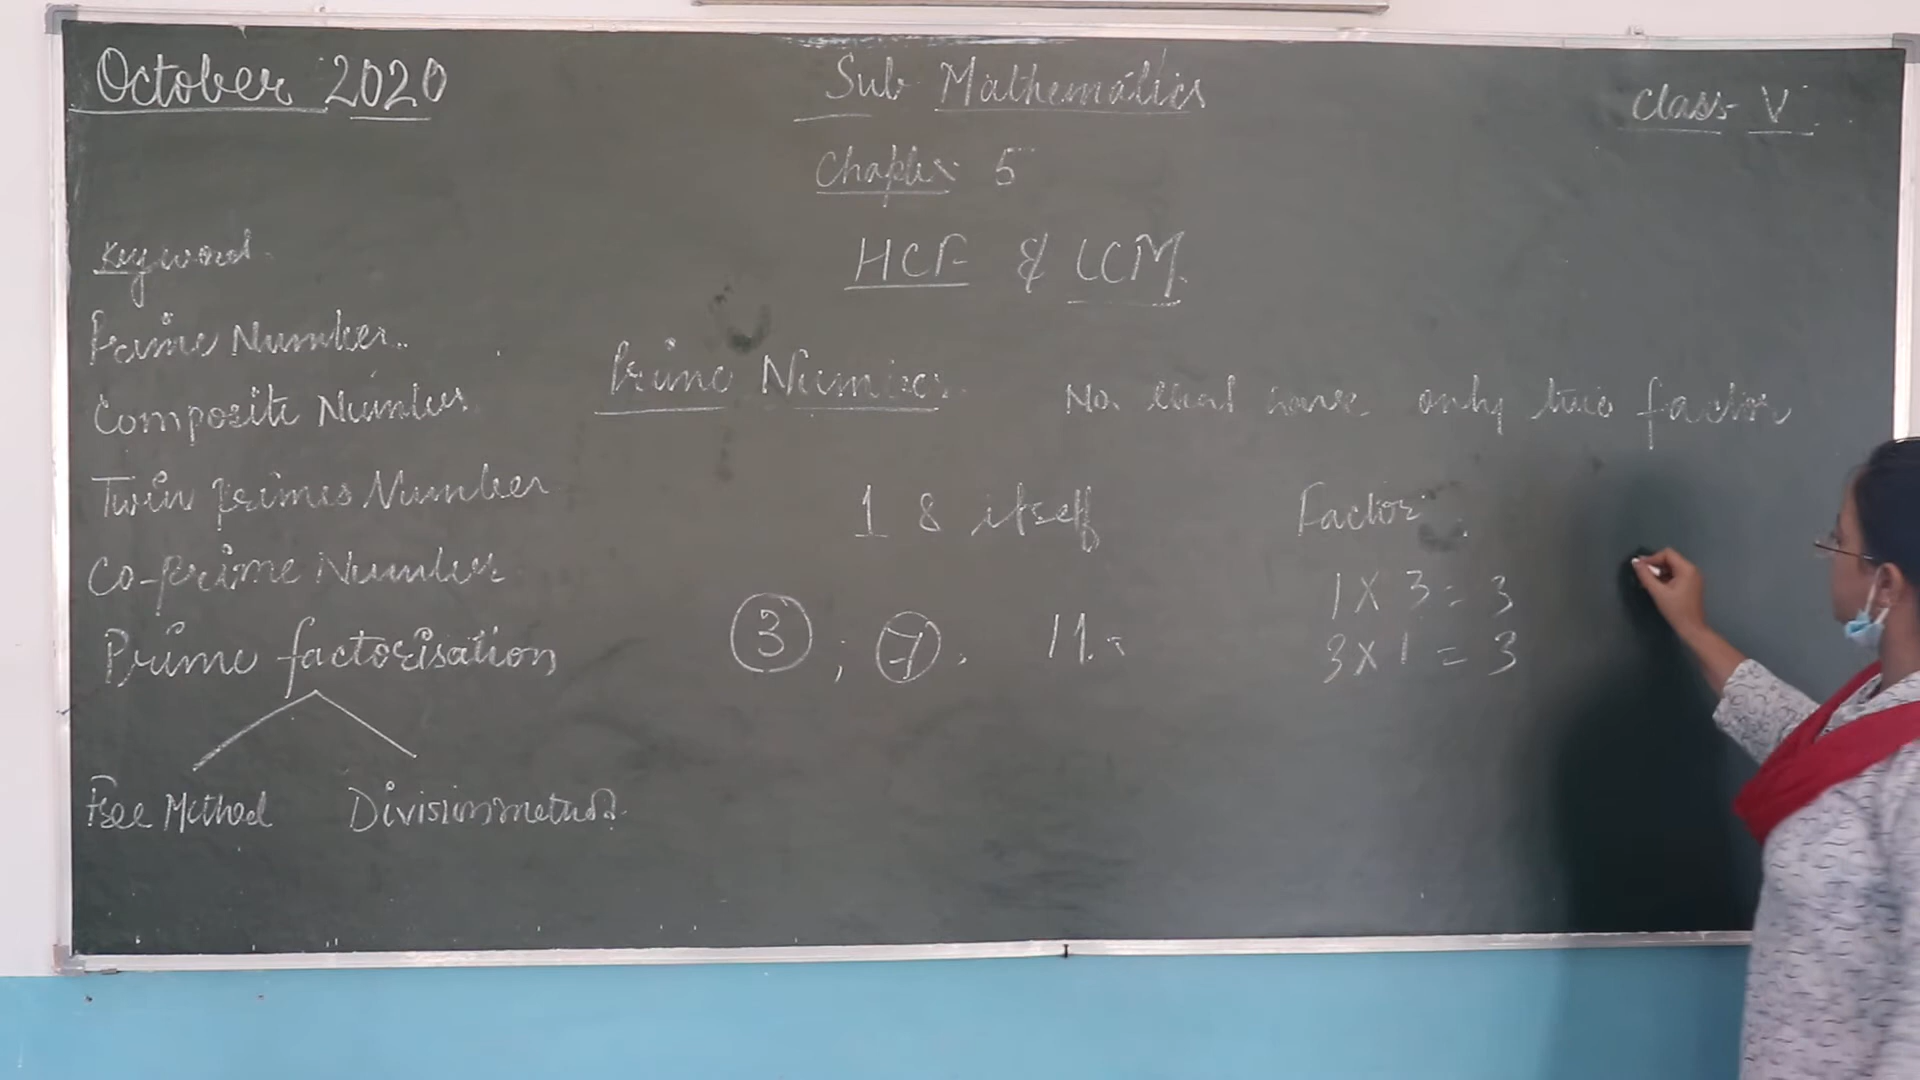 October 2020
Sub Mathematics
Class- V
Chapter 5
HCF & LCM
Keyword
Prime Number
Composite Number
Twin primes Number
Co-prime Number
Prime factorisation
Tree Method Division method
Prime Number No. that have only two factor
1 & itself
3 ; 7 . 11.
Factor
1 X 3 = 3
3 X 1 = 3